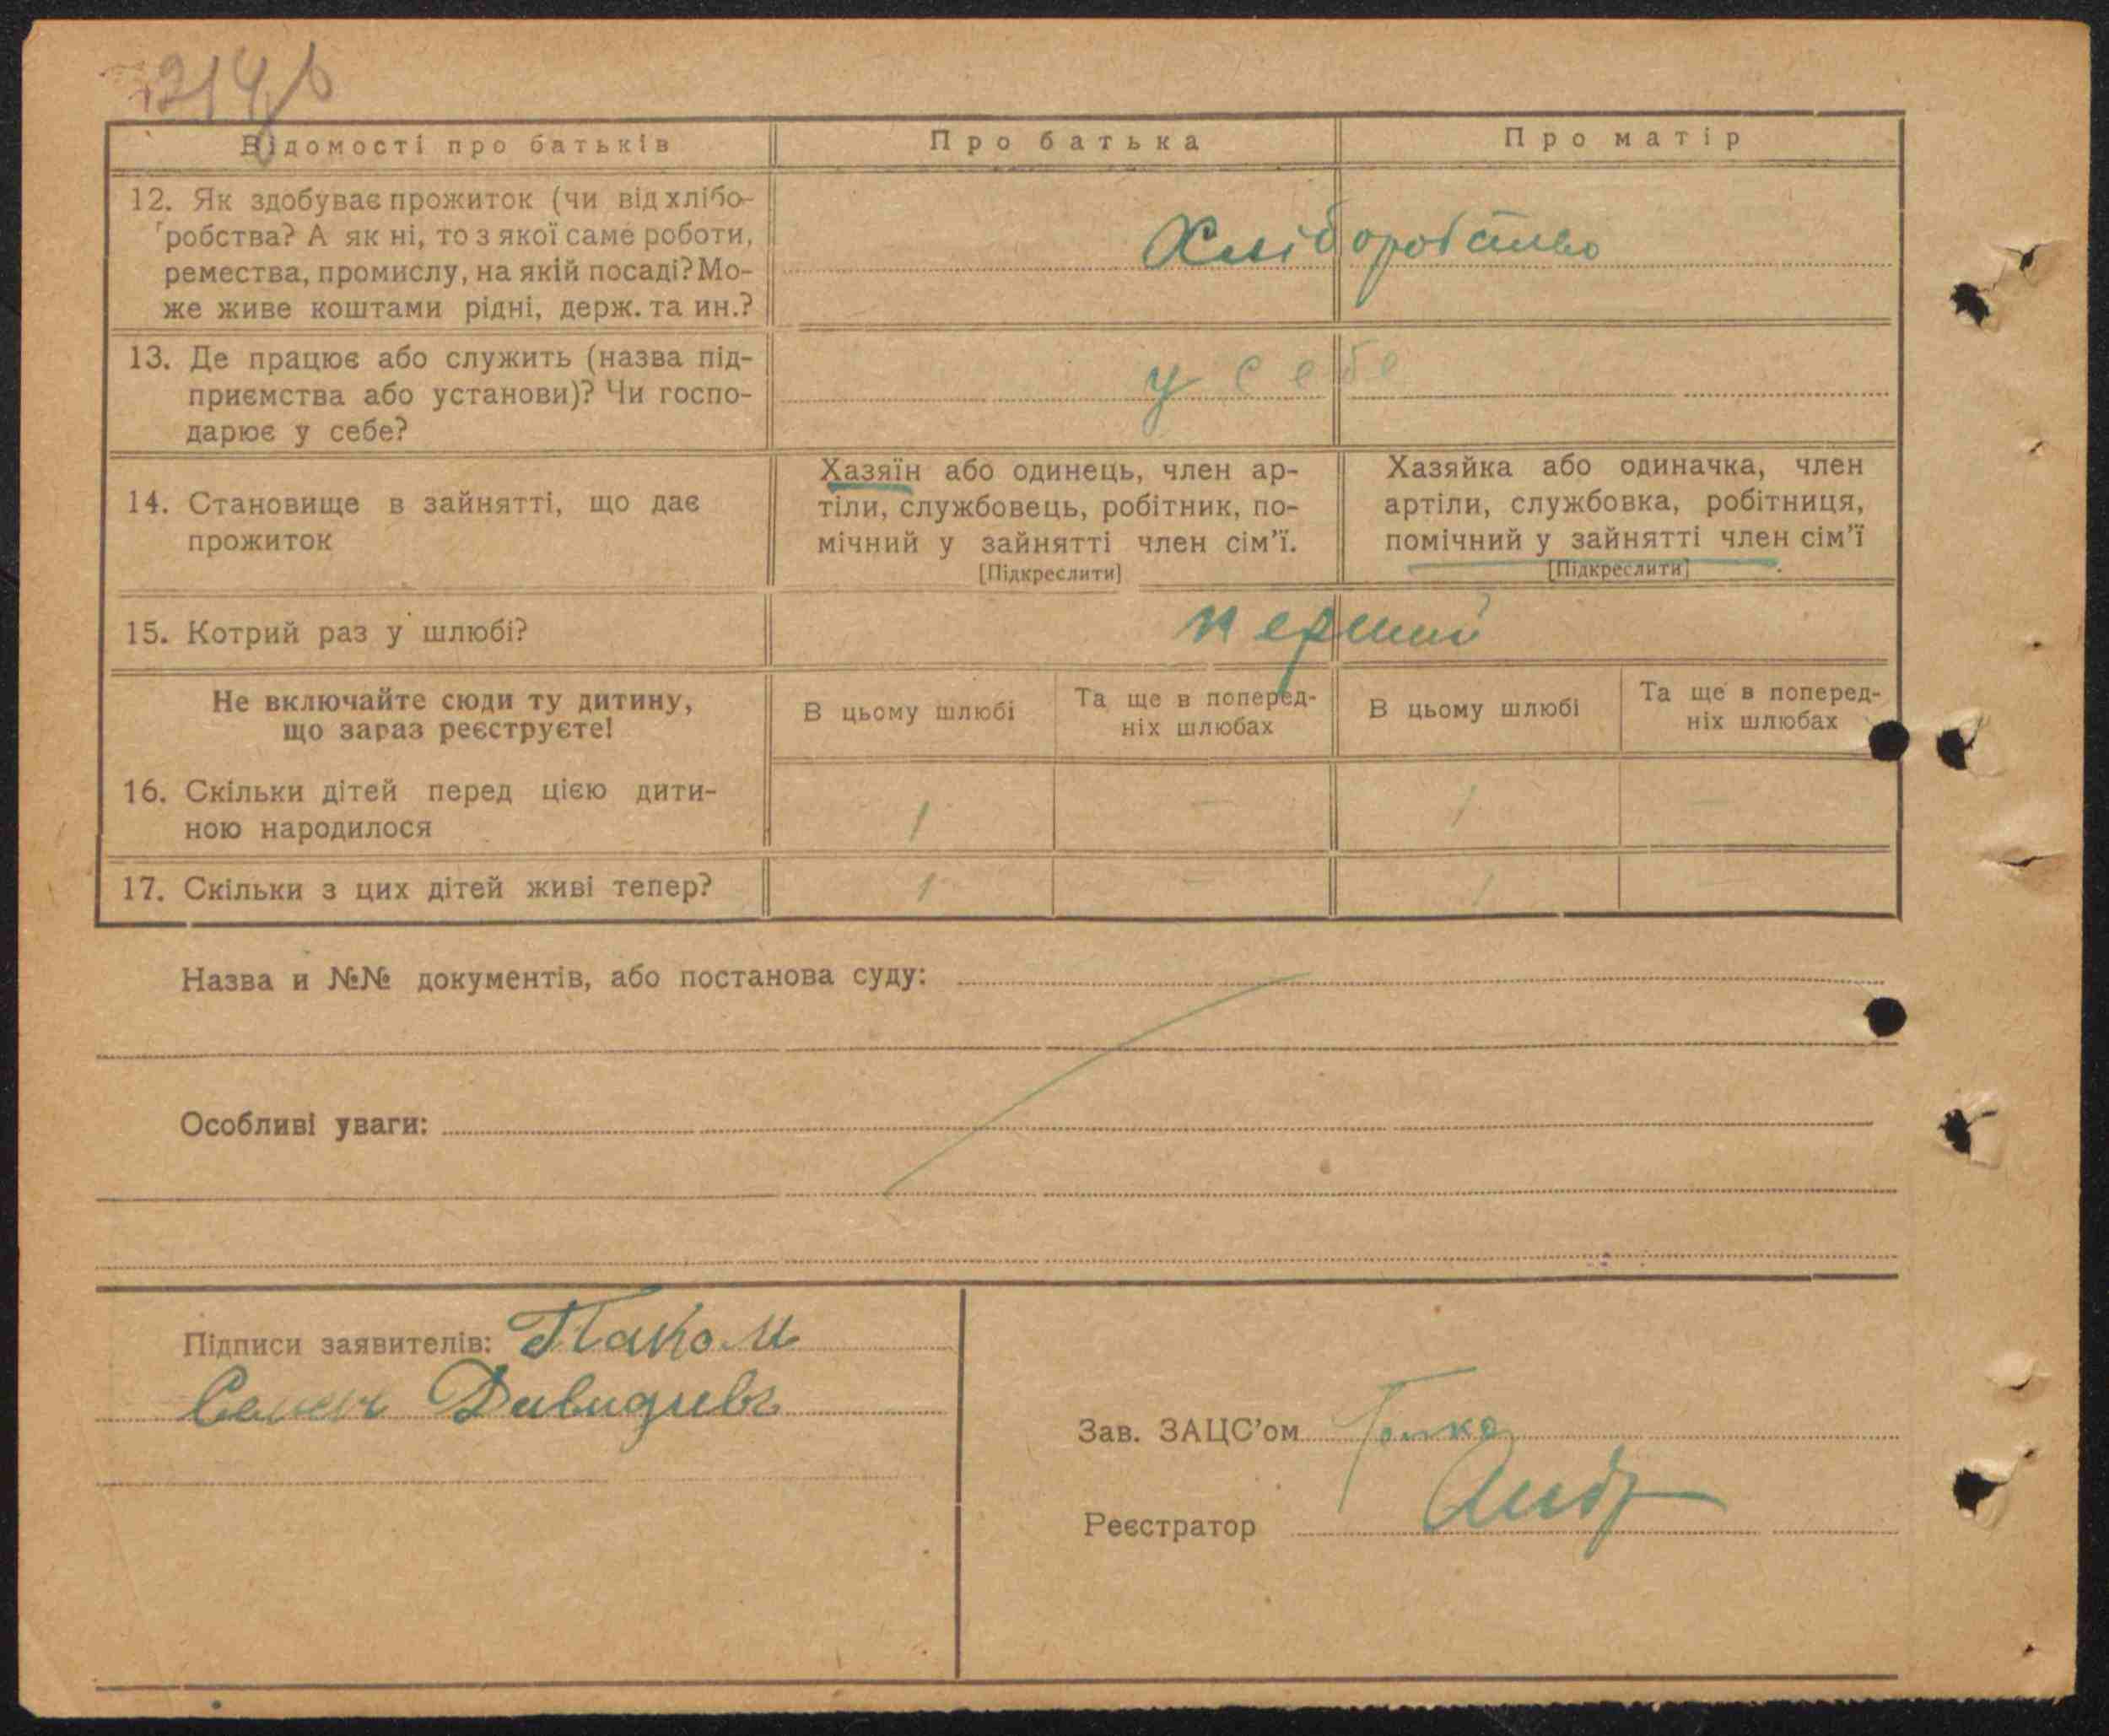 Відомості про батьків
Про батька
Про матір
12. Як здобуває прожиток (чи від хлібо-
робства? А як ні, то з якої саме роботи,
ремества, промислу, на якій посаді? Мо-
же живе коштами рідні, держ. та ин.?
Хліборобство
13. Де працює або служить (назва під-
приємства або установи)? Чи госпо-
дарює у себе?
у себе
14. Становище в зайнятті, що дає
прожиток
Хазяїн або одинець, член ар-
тіли, службовець, робітник, по-
мічний у зайнятті член сім'ї.
[Підкреслити]
Хазяйка або одиначка, член
артіли, службовка, робітниця,
помічний у зайнятті член сім'ї
[Підкреслити]
15. Котрий раз у шлюбі?
перший
Не включайте сюди ту дитину,
що зараз реєструєте!
В цьому шлюбі
Та ще в поперед-
ніх шлюбах
В цьому шлюбі
Та ще в поперед-
ніх шлюбах
16. Скільки дітей перед цією дити-
ною народилося
1 - 1 -
17. Скільки з цих дітей живі тепер?
1 - 1 -
Назва и №№ документів, або постанова суду:
Особливі уваги:
Підписи заявителів:
Зав. ЗАЦС'ом
Реєстратор